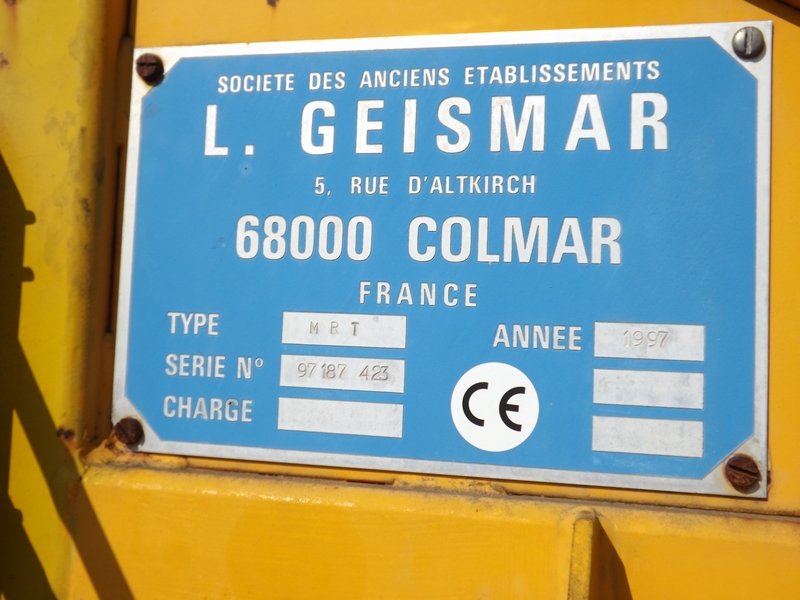 SOCIETE DES ANCIENS ETABLISSEMENTS
L. GEISMAR
5, RUE D'ALTKIRCH
68000 COLMAR
FRANCE
TYPE MRT ANNEE 1997
SERIE Nº 97187 423
CHARGE CE